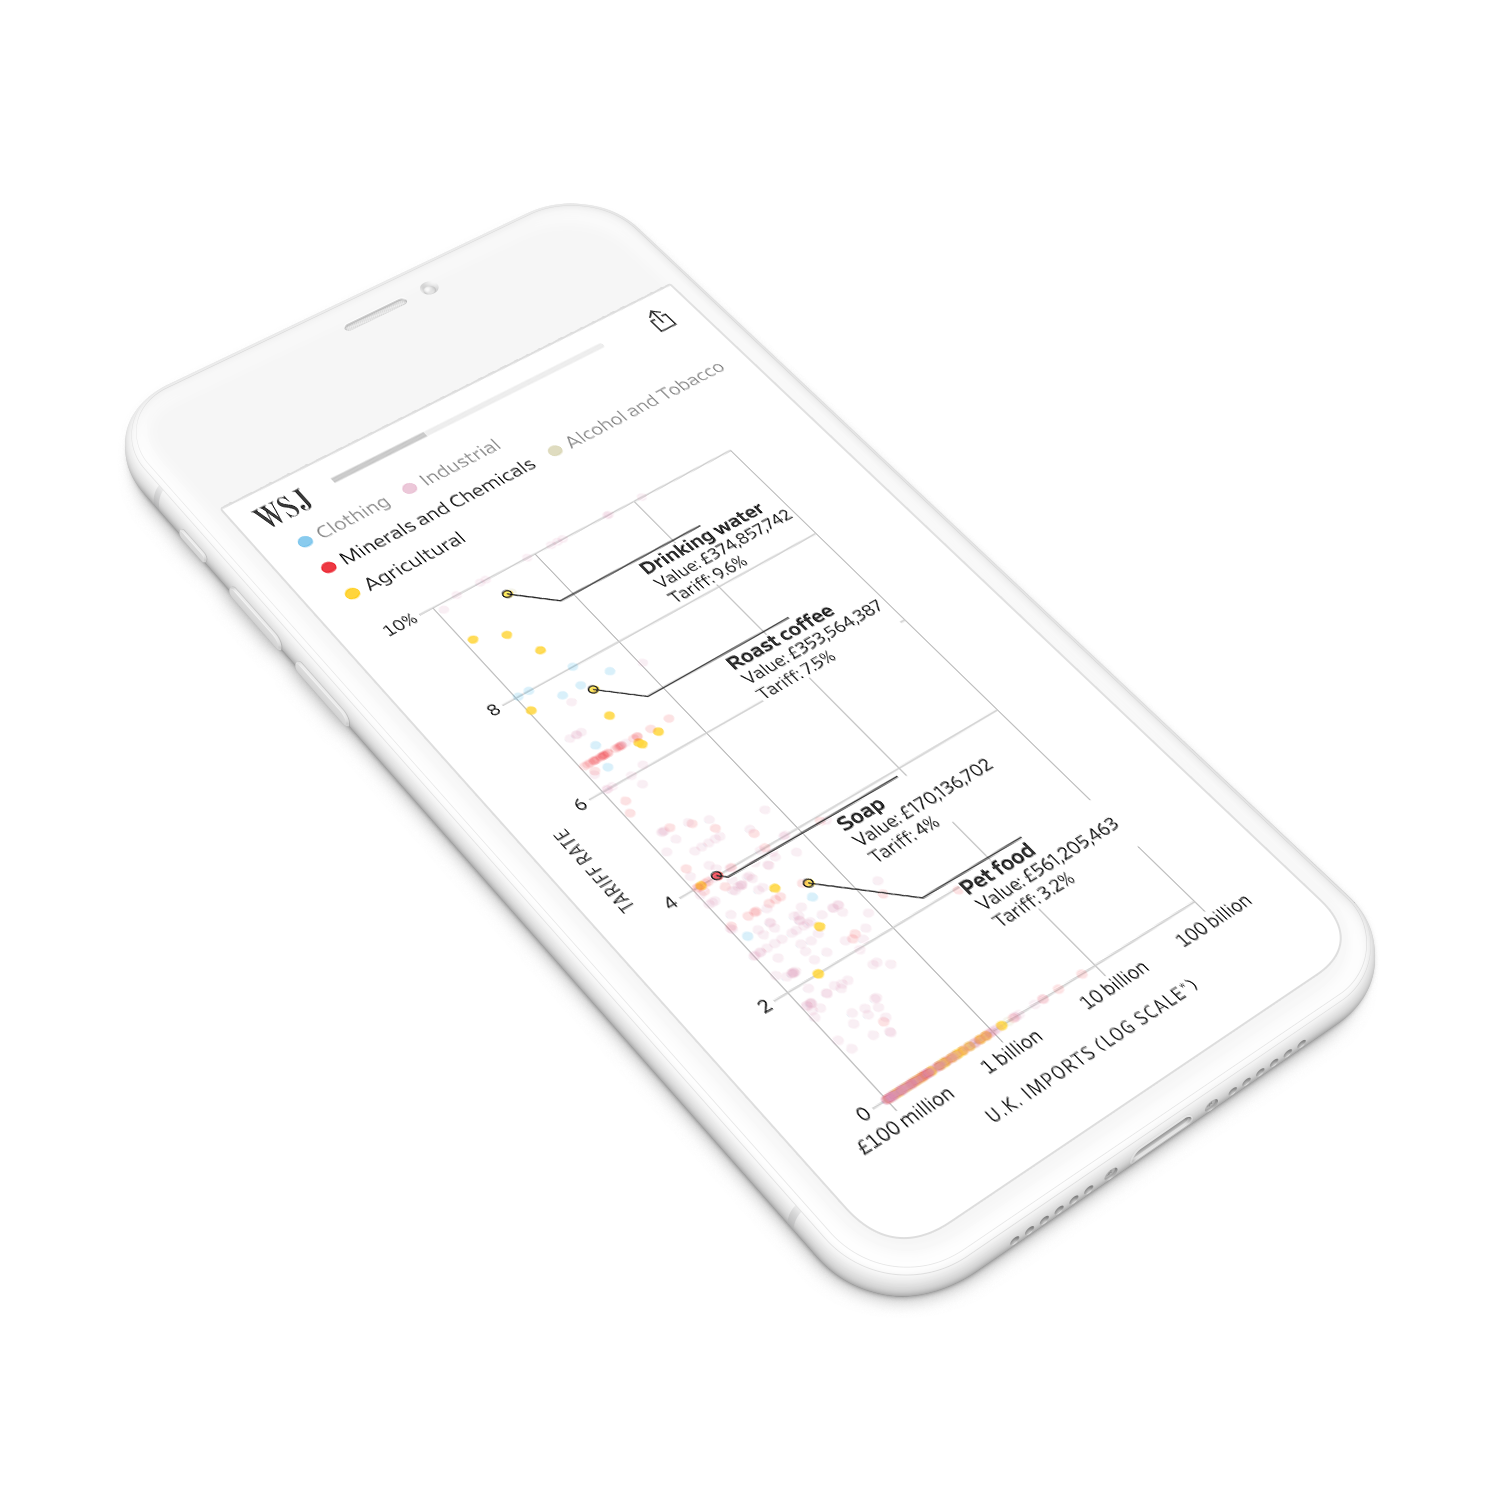 WSJ
Clothing
Industrial
Minerals and Chemicals
Alcohol and Tobacco
Agricultural
10%
Drinking water
Value: £374,857,742
Tariff: 9.6%
8
Roast coffee
Value: £353,564,387
Tariff: 7.5%
6
TARIFF RATE
Soap
Value: £170,136,702
Tariff: 4%
4
Pet food
Value: £561,205,463
Tariff: 3.2%
2
0
£100 million
1 billion
10 billion
100 billion
U.K. IMPORTS (LOG SCALE*)